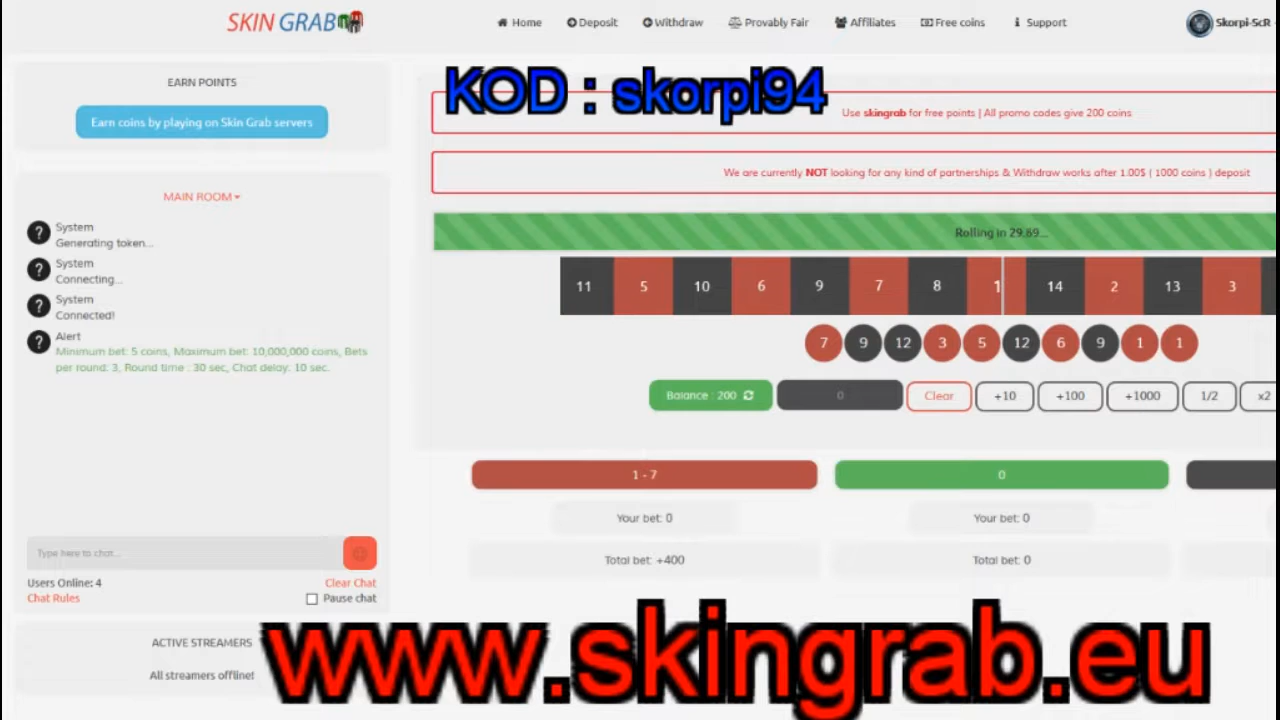 SKIN GRAB
Home Deposit Withdraw Provably Fair Affiliates Free coins Support Skorpi-ScR
EARN POINTS
Earn coins by playing on Skin Grab servers
KOD : skorpi94
Use skingrab for free points | All promo codes give 200 coins
We are currently NOT looking for any kind of partnerships & Withdraw works after 1.00$ ( 1000 coins ) deposit
MAIN ROOM
System
Generating token...
System
Connecting...
System
Connected!
Alert
Minimum bet: 5 coins, Maximum bet: 10,000,000 coins, Bets
per round: 3, Round time : 30 sec, Chat delay: 10 sec.
Rolling in 29.69...
11 5 10 6 9 7 8 1 14 2 13 3
7 9 12 3 5 12 6 9 1 1
Balance : 200 0 Clear +10 +100 +1000 1/2 x2
1 - 7 0
Your bet: 0 Your bet: 0
Total bet: +400 Total bet: 0
Type here to chat...
Users Online: 4 Clear Chat
Chat Rules Pause chat
ACTIVE STREAMERS
All streamers offline!
www.skingrab.eu